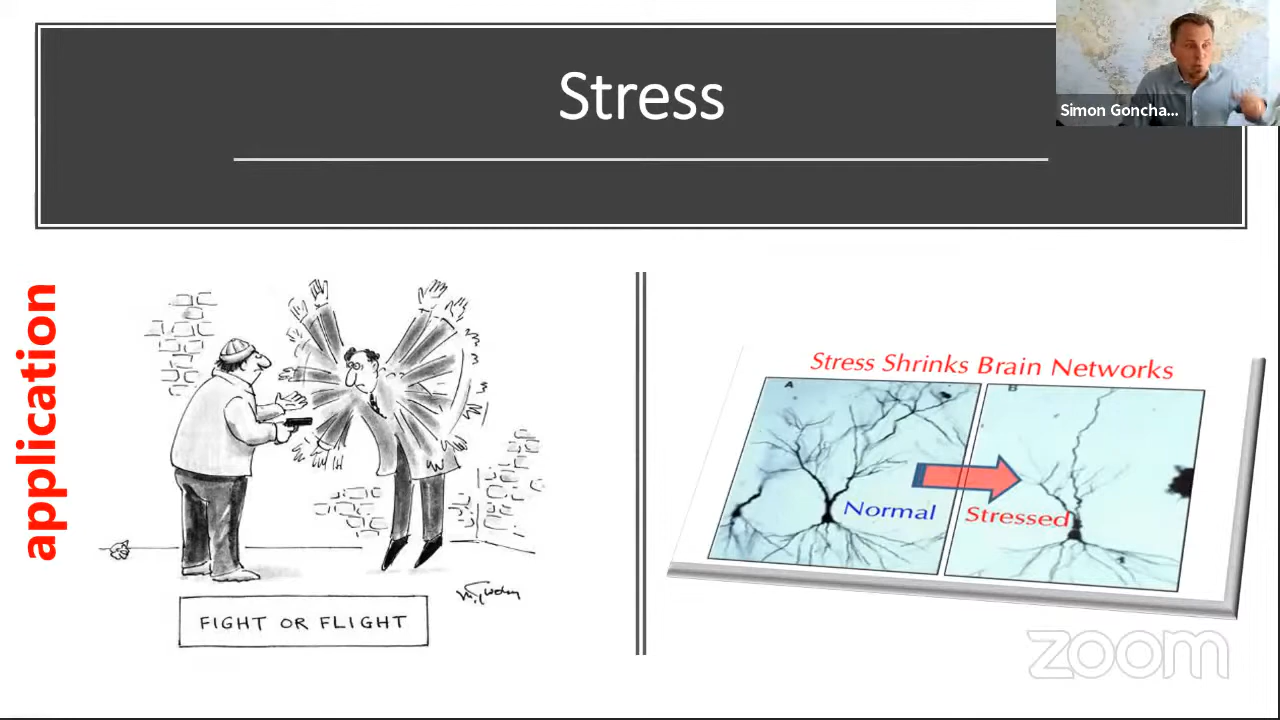 Stress
Simon Goncha...
application
FIGHT OR FLIGHT
Stress Shrinks Brain Networks
A
B
Normal
Stressed
zoom